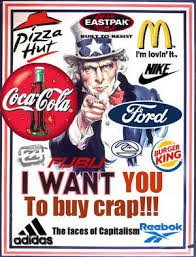 Pizza
Hut
EASTPAK
BUILT TO RESIST
M
I'm lovin' it.
NIKE
Coca-Cola
Ford
FUBU
BURGER
KING
I WANT YOU
To buy crap!!!
The faces of Capitalism
Reebok
adidas